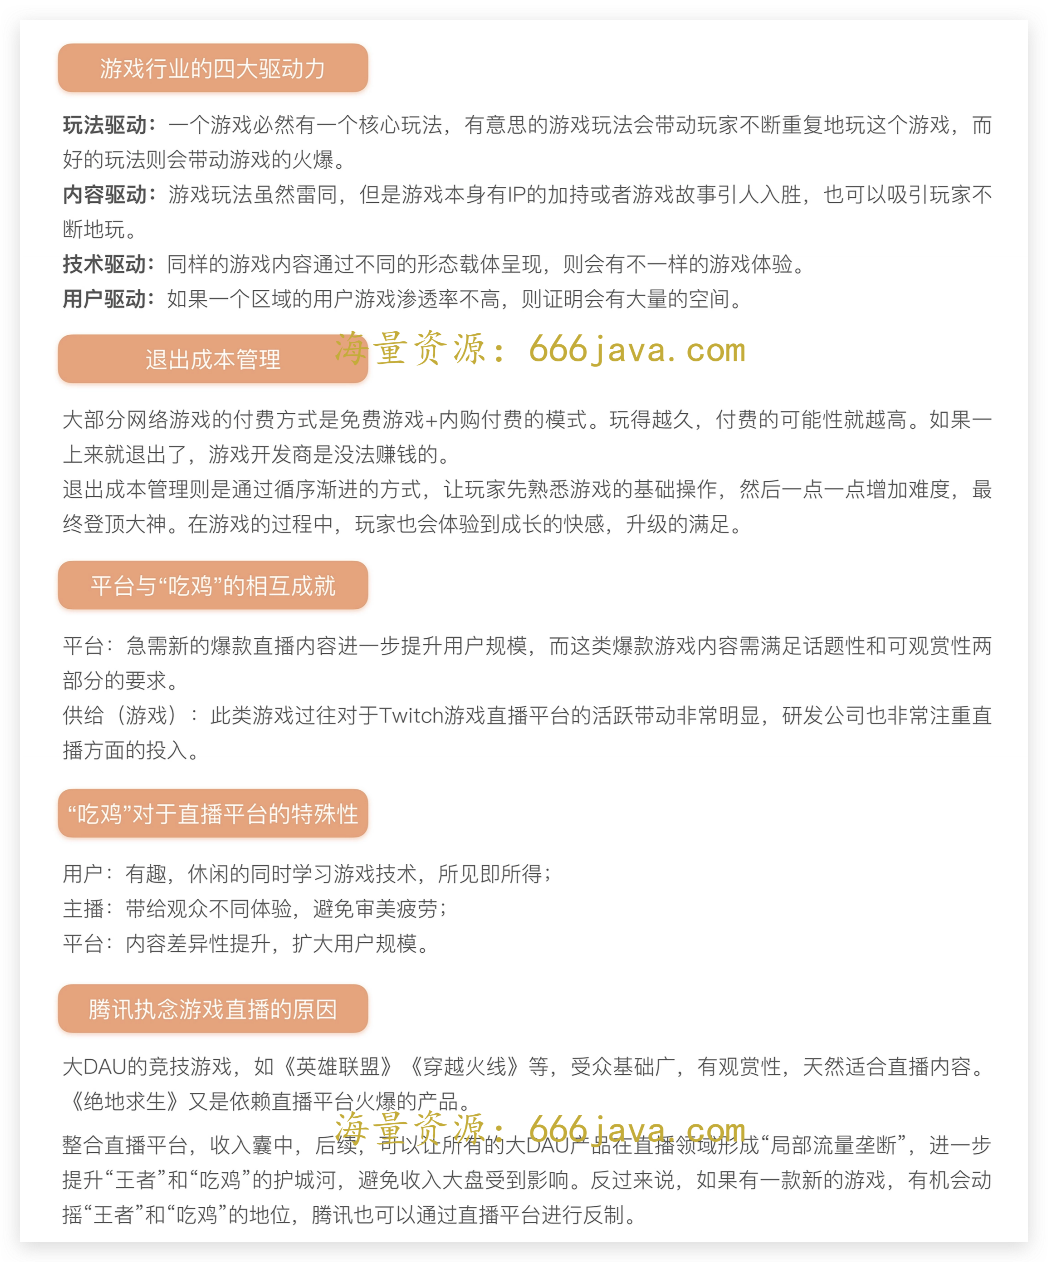 游戏行业的四大驱动力
玩法驱动：一个游戏必然有一个核心玩法，有意思的游戏玩法会带动玩家不断重复地玩这个游戏，而
好的玩法则会带动游戏的火爆。
内容驱动：游戏玩法虽然雷同，但是游戏本身有IP的加持或者游戏故事引人入胜，也可以吸引玩家不
断地玩。
技术驱动：同样的游戏内容通过不同的形态载体呈现，则会有不一样的游戏体验。
用户驱动：如果一个区域的用户游戏渗透率不高，则证明会有大量的空间。
海量资源：666java.com
退出成本管理
大部分网络游戏的付费方式是免费游戏+内购付费的模式。玩得越久，付费的可能性就越高。如果一
上来就退出了，游戏开发商是没法赚钱的。
退出成本管理则是通过循序渐进的方式，让玩家先熟悉游戏的基础操作，然后一点一点增加难度，最
终登顶大神。在游戏的过程中，玩家也会体验到成长的快感，升级的满足。
平台与“吃鸡”的相互成就
平台：急需新的爆款直播内容进一步提升用户规模，而这类爆款游戏内容需满足话题性和可观赏性两
部分的要求。
供给（游戏）：此类游戏过往对于Twitch游戏直播平台的活跃带动非常明显，研发公司也非常注重直
播方面的投入。
“吃鸡”对于直播平台的特殊性
用户：有趣，休闲的同时学习游戏技术，所见即所得；
主播：带给观众不同体验，避免审美疲劳；
平台：内容差异性提升，扩大用户规模。
腾讯执念游戏直播的原因
大DAU的竞技游戏，如《英雄联盟》《穿越火线》等，受众基础广，有观赏性，天然适合直播内容。
《绝地求生》又是依赖直播平台火爆的产品。
海量资源：666java.com
整合直播平台，收入囊中，后续，可以让所有的大DAU产品在直播领域形成“局部流量垄断”，进一步
提升“王者”和“吃鸡”的护城河，避免收入大盘受到影响。反过来说，如果有一款新的游戏，有机会动
摇“王者”和“吃鸡”的地位，腾讯也可以通过直播平台进行反制。